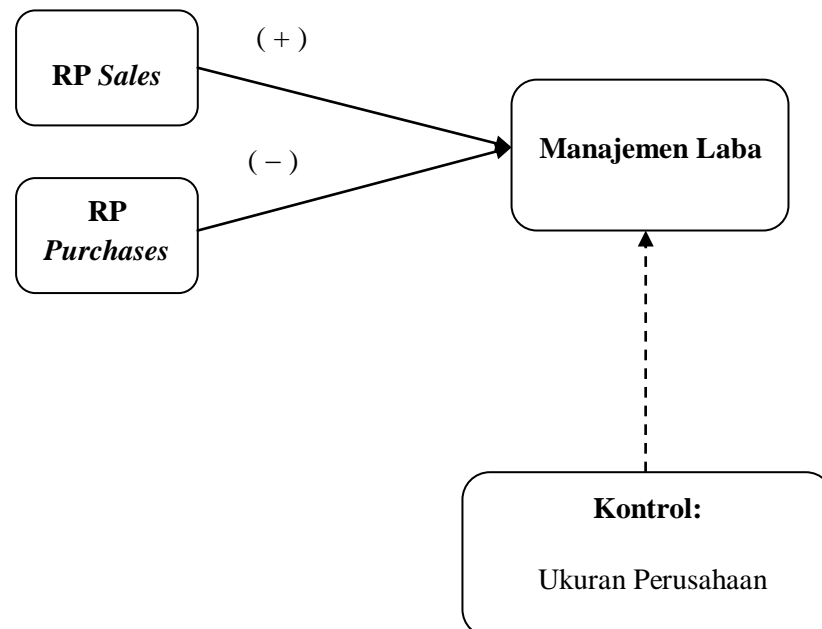 ( + )
RP Sales
Manajemen Laba
( – )
RP
Purchases
Kontrol:
Ukuran Perusahaan